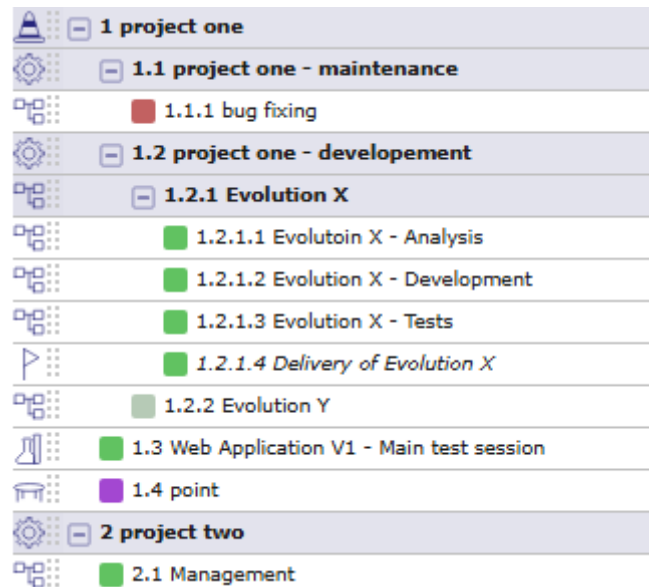 1 project one
1.1 project one - maintenance
1.1.1 bug fixing
1.2 project one - developement
1.2.1 Evolution X
1.2.1.1 Evolutoin X - Analysis
1.2.1.2 Evolution X - Development
1.2.1.3 Evolution X - Tests
1.2.1.4 Delivery of Evolution X
1.2.2 Evolution Y
1.3 Web Application V1 - Main test session
1.4 point
2 project two
2.1 Management